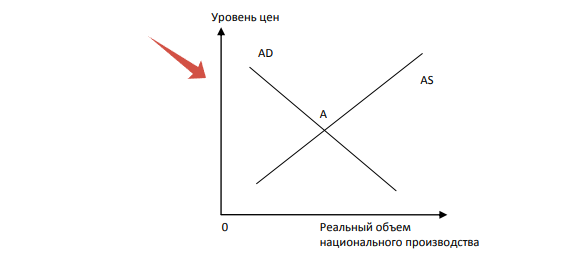 Уровень цен
AD
AS
A
0
Реальный объем
национального производства